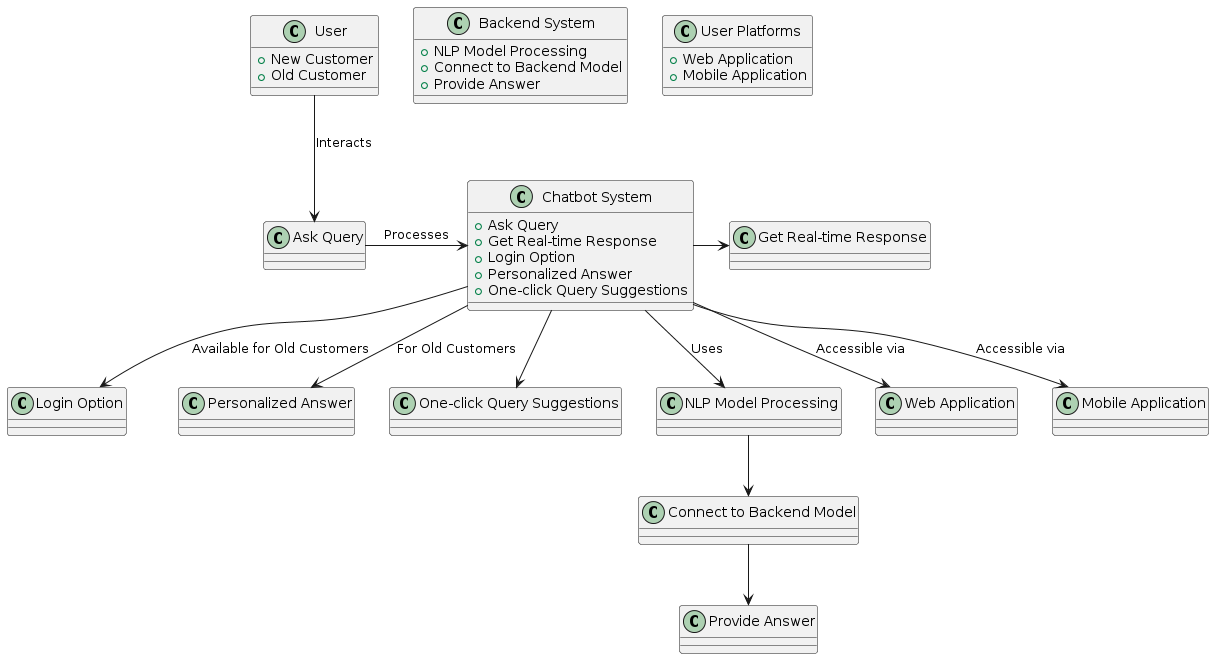 C User
+ New Customer
+ Old Customer
C Backend System
+ NLP Model Processing
+ Connect to Backend Model
+ Provide Answer
C User Platforms
+ Web Application
+ Mobile Application
Interacts
C Ask Query
Processes
C Chatbot System
+ Ask Query
+ Get Real-time Response
+ Login Option
+ Personalized Answer
+ One-click Query Suggestions
C Get Real-time Response
Available for Old Customers
For Old Customers
Uses
Accessible via
Accessible via
C Login Option
C Personalized Answer
C One-click Query Suggestions
C NLP Model Processing
C Web Application
C Mobile Application
C Connect to Backend Model
C Provide Answer